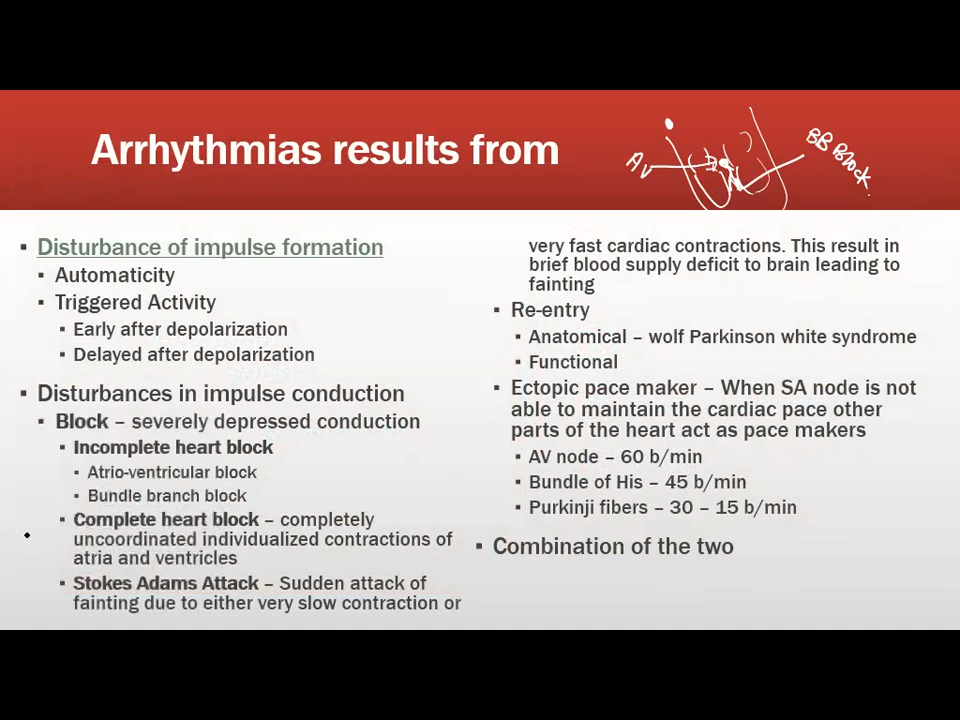 Arrhythmias results from
AV
BB Block
Disturbance of impulse formation
Automaticity
Triggered Activity
Early after depolarization
Delayed after depolarization
Disturbances in impulse conduction
Block – severely depressed conduction
Incomplete heart block
Atrio-ventricular block
Bundle branch block
Complete heart block – completely
uncoordinated individualized contractions of
atria and ventricles
Stokes Adams Attack – Sudden attack of
fainting due to either very slow contraction or
very fast cardiac contractions. This result in
brief blood supply deficit to brain leading to
fainting
Re-entry
Anatomical – wolf Parkinson white syndrome
Functional
Ectopic pace maker – When SA node is not
able to maintain the cardiac pace other
parts of the heart act as pace makers
AV node – 60 b/min
Bundle of His – 45 b/min
Purkinji fibers – 30 – 15 b/min
Combination of the two